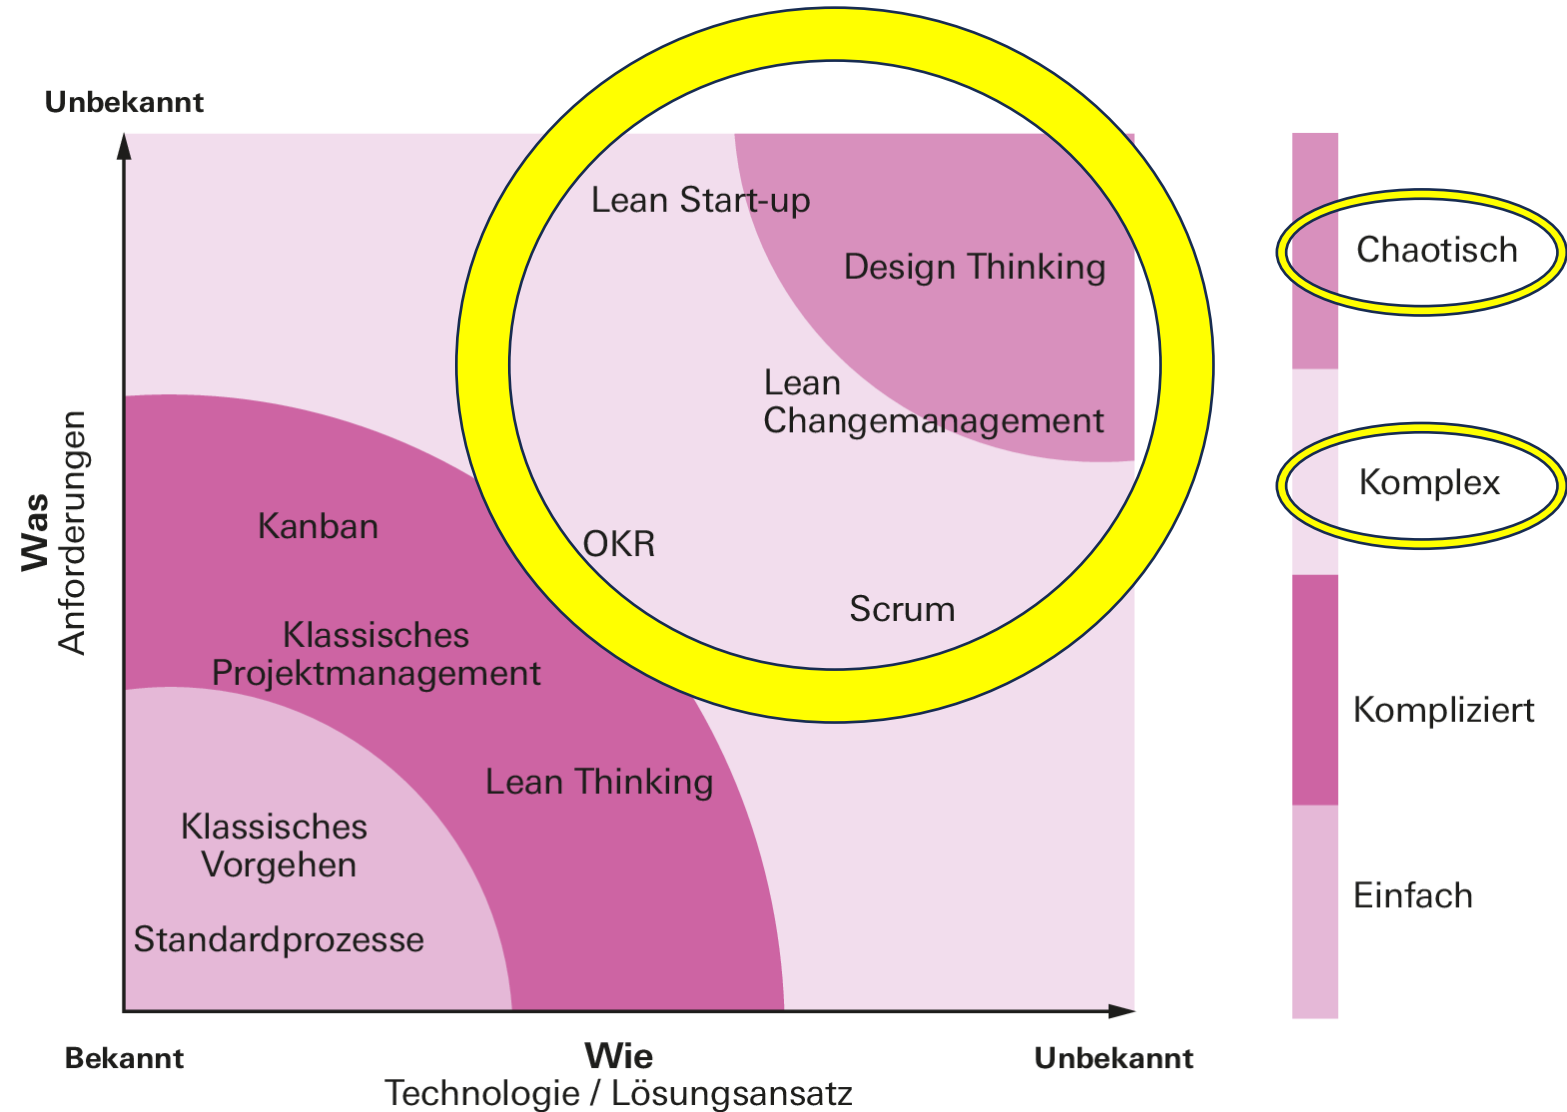 Unbekannt
Lean Start-up
Design Thinking
Lean
Changemanagement
Kanban
OKR
Scrum
Klassisches
Projektmanagement
Lean Thinking
Klassisches
Vorgehen
Standardprozesse
Was
Anforderungen
Bekannt
Wie
Unbekannt
Technologie / Lösungsansatz
Chaotisch
Komplex
Kompliziert
Einfach